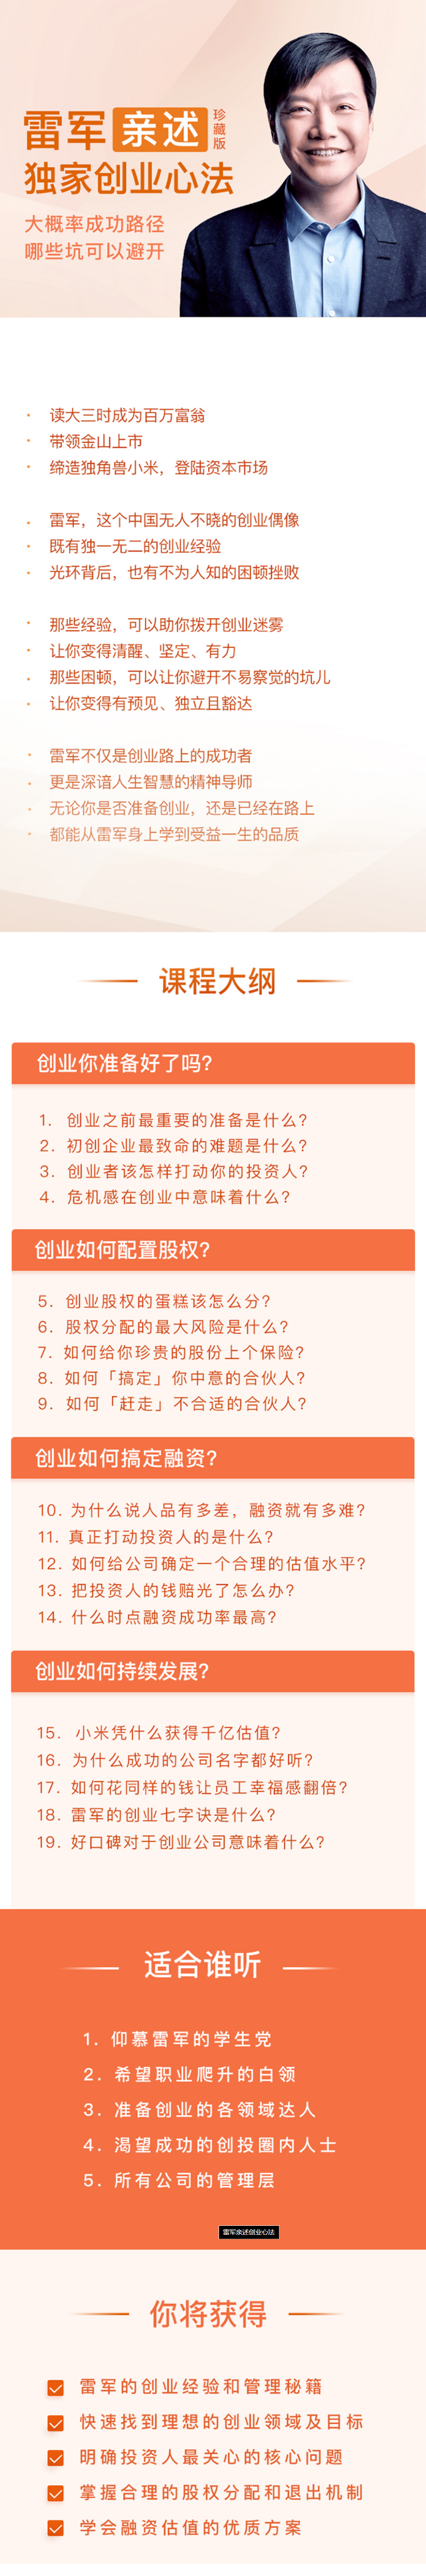 雷军亲述珍藏版
独家创业心法
大概率成功路径
哪些坑可以避开
· 读大三时成为百万富翁
· 带领金山上市
· 缔造独角兽小米，登陆资本市场
· 雷军，这个中国无人不晓的创业偶像
· 既有独一无二的创业经验
· 光环背后，也有不为人知的困顿挫败
· 那些经验，可以助你拨开创业迷雾
· 让你变得清醒、坚定、有力
· 那些困顿，可以让你避开不易察觉的坑儿
· 让你变得有预见、独立且豁达
· 雷军不仅是创业路上的成功者
· 更是深谙人生智慧的精神导师
· 无论你是否准备创业，还是已经在路上
· 都能从雷军身上学到受益一生的品质
课程大纲
创业你准备好了吗?
1. 创业之前最重要的准备是什么?
2. 初创企业最致命的难题是什么?
3. 创业者该怎样打动你的投资人?
4. 危机感在创业中意味着什么?
创业如何配置股权?
5. 创业股权的蛋糕该怎么分?
6. 股权分配的最大风险是什么?
7. 如何给你珍贵的股份上个保险?
8. 如何「搞定」你中意的合伙人?
9. 如何「赶走」不合适的合伙人?
创业如何搞定融资?
10. 为什么说人品有多差，融资就有多难?
11. 真正打动投资人的是什么?
12. 如何给公司确定一个合理的估值水平?
13. 把投资人的钱赔光了怎么办?
14. 什么时点融资成功率最高?
创业如何持续发展?
15. 小米凭什么获得千亿估值?
16. 为什么成功的公司名字都好听?
17. 如何花同样的钱让员工幸福感翻倍?
18. 雷军的创业七字诀是什么?
19. 好口碑对于创业公司意味着什么?
适合谁听
1. 仰慕雷军的学生党
2. 希望职业爬升的白领
3. 准备创业的各领域达人
4. 渴望成功的创投圈内人士
5. 所有公司的管理层
雷军亲述创业心法
你将获得
雷军的创业经验和管理秘籍
快速找到理想的创业领域及目标
明确投资人最关心的核心问题
掌握合理的股权分配和退出机制
学会融资估值的优质方案